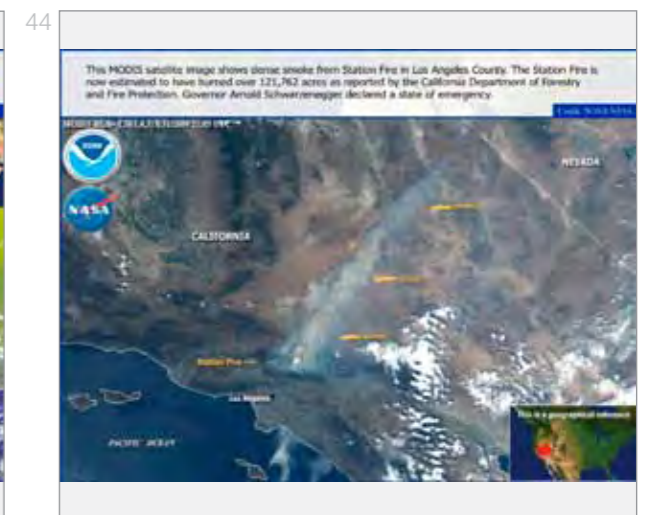 44
This MODIS satellite image shows dense smoke from Station Fire in Los Angeles County. The Station Fire is
now estimated to have burned over 121,762 acres as reported by the California Department of Forestry
and Fire Protection. Governor Arnold Schwarzenegger declared a state of emergency.
NOAA
NASA
NEVADA
CALIFORNIA
Station Fire
Los Angeles
PACIFIC OCEAN
This is a geographical reference